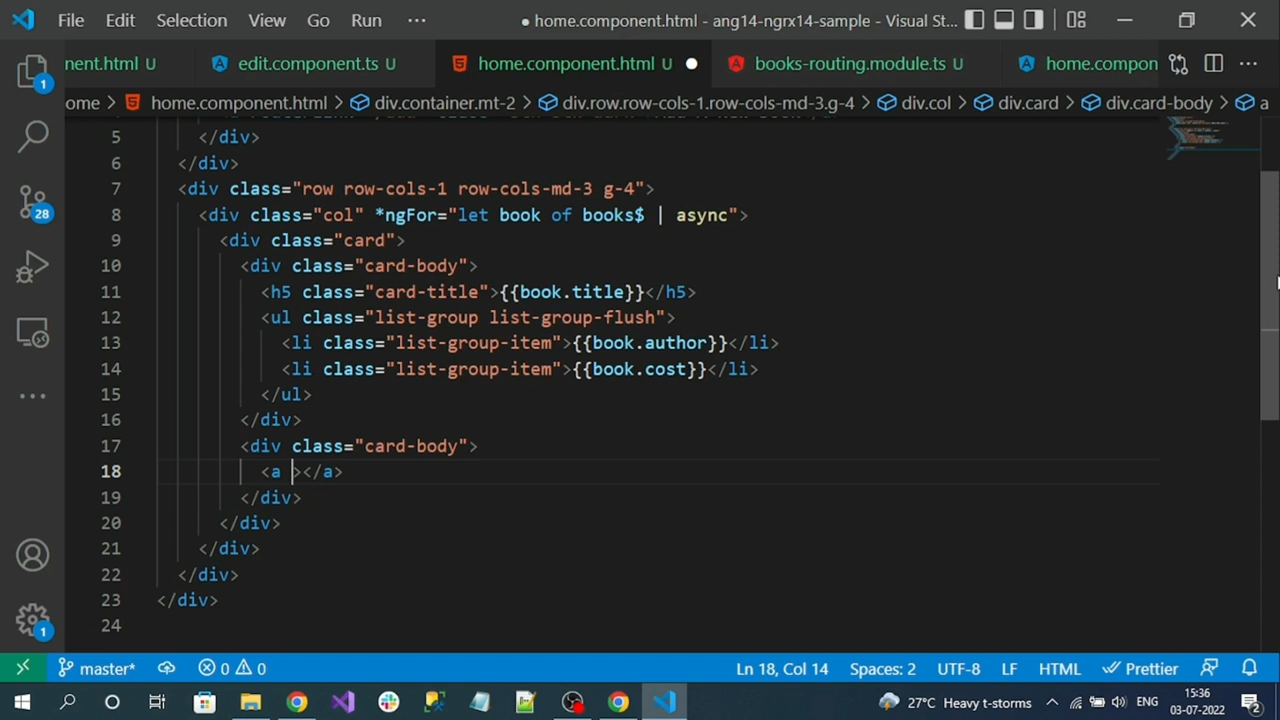 File Edit Selection View Go Run ··· ● home.component.html - ang14-ngrx14-sample - Visual St...
nent.html U edit.component.ts U home.component.html U ● books-routing.module.ts U home.compon ···
ome > home.component.html > div.container.mt-2 > div.row.row-cols-1.row-cols-md-3.g-4 > div.col > div.card > div.card-body > a
5 </div>
6 </div>
7 <div class="row row-cols-1 row-cols-md-3 g-4">
8 <div class="col" *ngFor="let book of books$ | async">
9 <div class="card">
10 <div class="card-body">
11 <h5 class="card-title">{{book.title}}</h5>
12 <ul class="list-group list-group-flush">
13 <li class="list-group-item">{{book.author}}</li>
14 <li class="list-group-item">{{book.cost}}</li>
15 </ul>
16 </div>
17 <div class="card-body">
18 <a ></a>
19 </div>
20 </div>
21 </div>
22 </div>
23 </div>
24
1
28
1
master* 0 0 Ln 18, Col 14 Spaces: 2 UTF-8 LF HTML Prettier
27°C Heavy t-storms ENG 15:36
03-07-2022 2